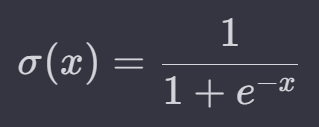 σ(x) = 1 / (1 + e^{-x})